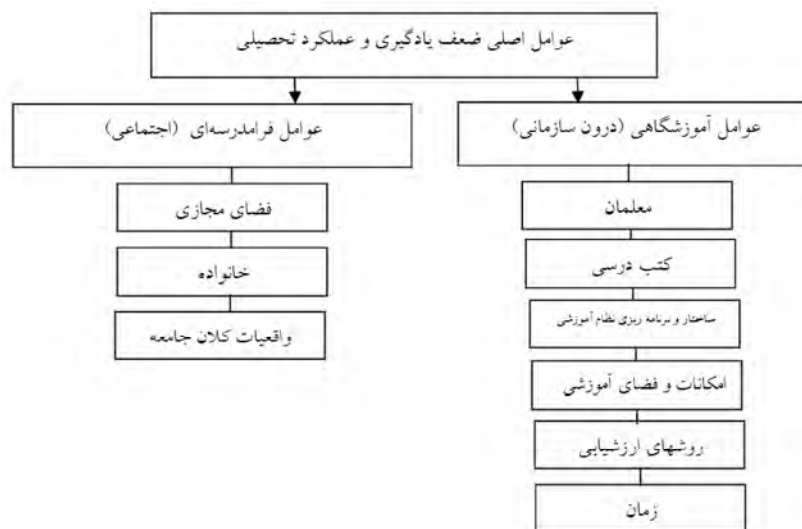 عوامل اصلی ضعف یادگیری و عملکرد تحصیلی
عوامل آموزشگاهی (درون سازمانی)
معلمان
کتب درسی
ساختار و برنامه ریزی نظام آموزشی
امکانات و فضای آموزشی
روشهای ارزشیابی
زمان
عوامل فرامدرسه‌ای (اجتماعی)
فضای مجازی
خانواده
واقعیات کلان جامعه